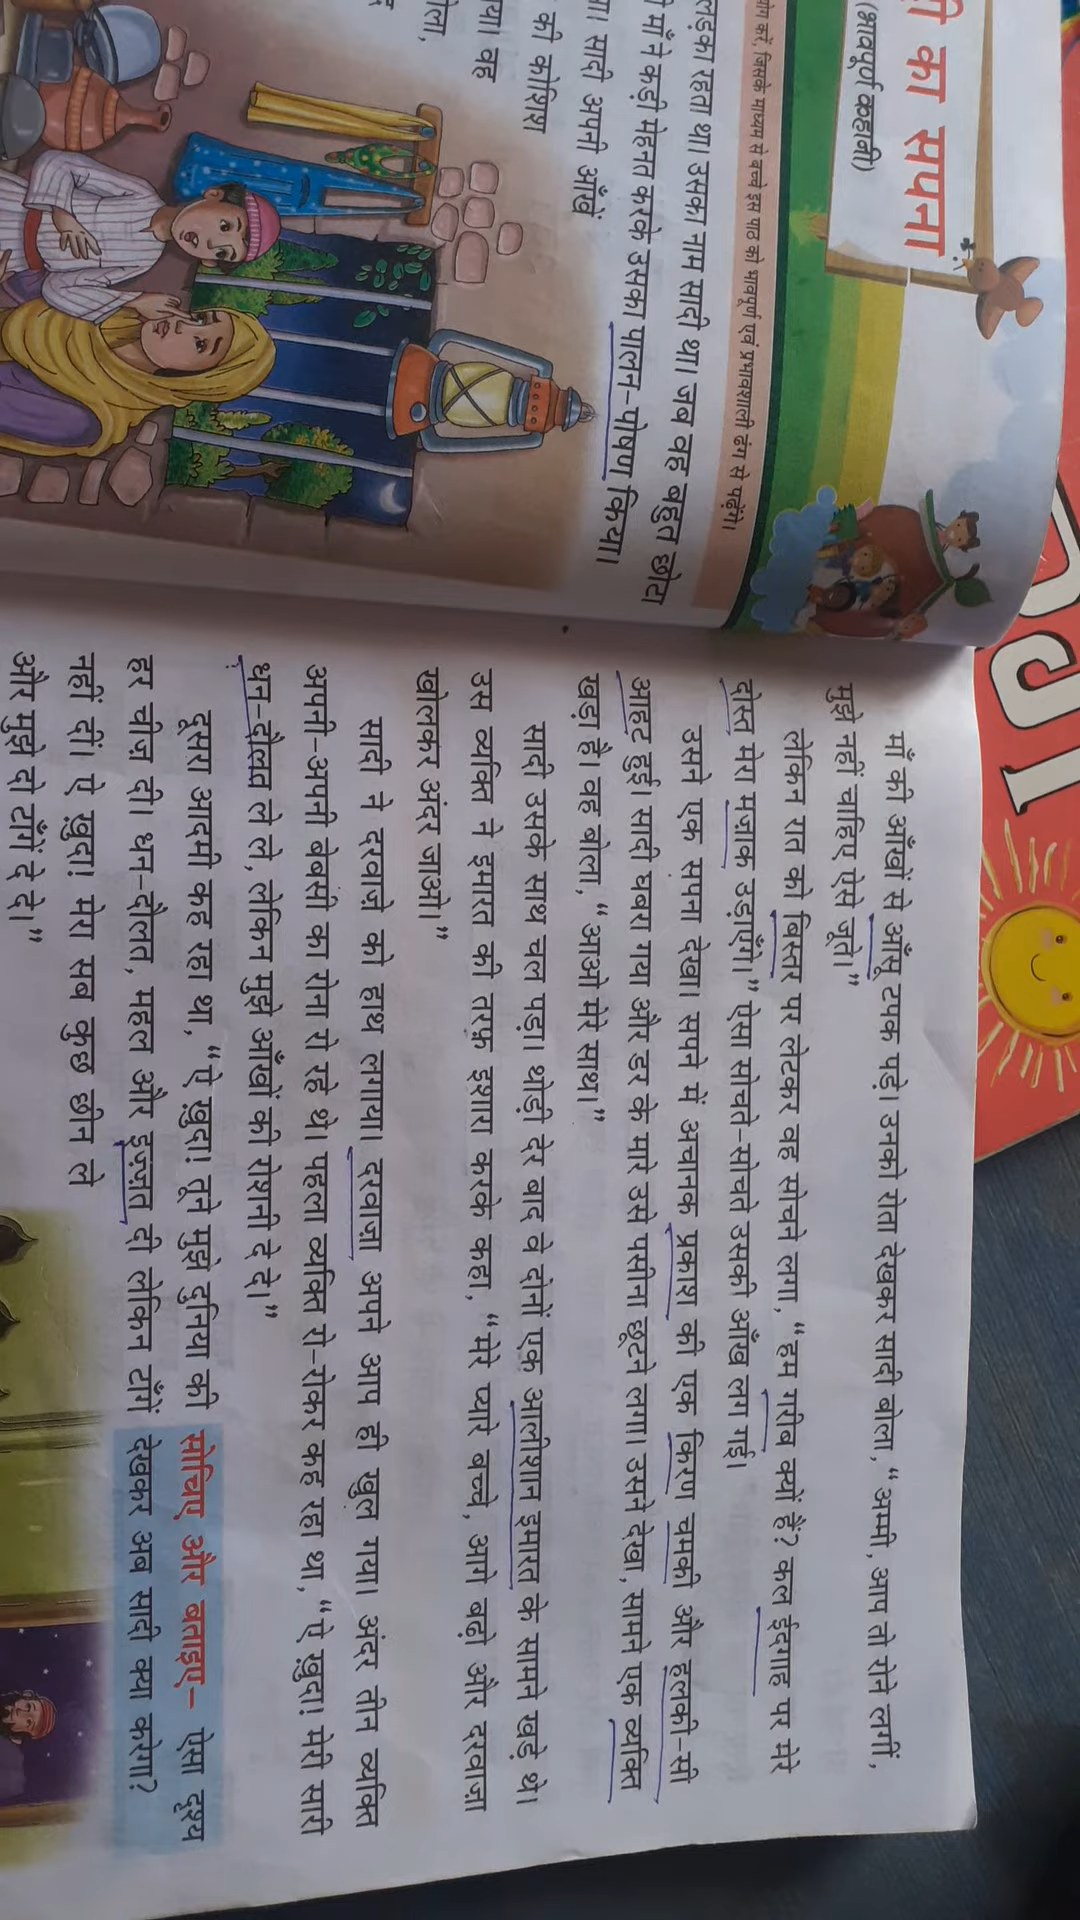 का सपना
(भावपूर्ण कहानी)
करें, जिसके माध्यम से बच्चे इस पाठ को भावपूर्ण एवं प्रभावशाली ढंग से पढ़ेंगे।
लड़का रहता था। उसका नाम सादी था। जब वह बहुत छोटा
माँ ने कड़ी मेहनत करके उसका पालन-पोषण किया।
सादी अपनी आँखें
की कोशिश
वह
माँ की आँखों से आँसू टपक पड़े। उनको रोता देखकर सादी बोला, “अम्मी, आप तो रोने लगीं,
मुझे नहीं चाहिए ऐसे जूते।”
लेकिन रात को बिस्तर पर लेटकर वह सोचने लगा, “हम गरीब क्यों हैं? कल ईदगाह पर मेरे
दोस्त मेरा मज़ाक उड़ाएँगे।” ऐसा सोचते-सोचते उसकी आँख लग गई।
उसने एक सपना देखा। सपने में अचानक प्रकाश की एक किरण चमकी और हलकी-सी
आहट हुई। सादी घबरा गया और डर के मारे उसे पसीना छूटने लगा। उसने देखा, सामने एक व्यक्ति
खड़ा है। वह बोला, “आओ मेरे साथ।”
सादी उसके साथ चल पड़ा। थोड़ी देर बाद वे दोनों एक आलीशान इमारत के सामने खड़े थे।
उस व्यक्ति ने इमारत की तरफ़ इशारा करके कहा, “मेरे प्यारे बच्चे, आगे बढ़ो और दरवाज़ा
खोलकर अंदर जाओ।”
सादी ने दरवाज़े को हाथ लगाया। दरवाज़ा अपने आप ही खुल गया। अंदर तीन व्यक्ति
अपनी-अपनी बेबसी का रोना रो रहे थे। पहला व्यक्ति रो-रोकर कह रहा था, “ऐ ख़ुदा! मेरी सारी
धन-दौलत ले ले, लेकिन मुझे आँखों की रोशनी दे दे।”
दूसरा आदमी कह रहा था, “ऐ ख़ुदा! तूने मुझे दुनिया की
हर चीज दी। धन-दौलत, महल और इज़्ज़त दी लेकिन टाँगें
नहीं दीं। ऐ ख़ुदा! मेरा सब कुछ छीन ले
और मुझे दो टाँगें दे दे।”
सोचिए और बताइए– ऐसा दृश्य
देखकर अब सादी क्या करेगा?